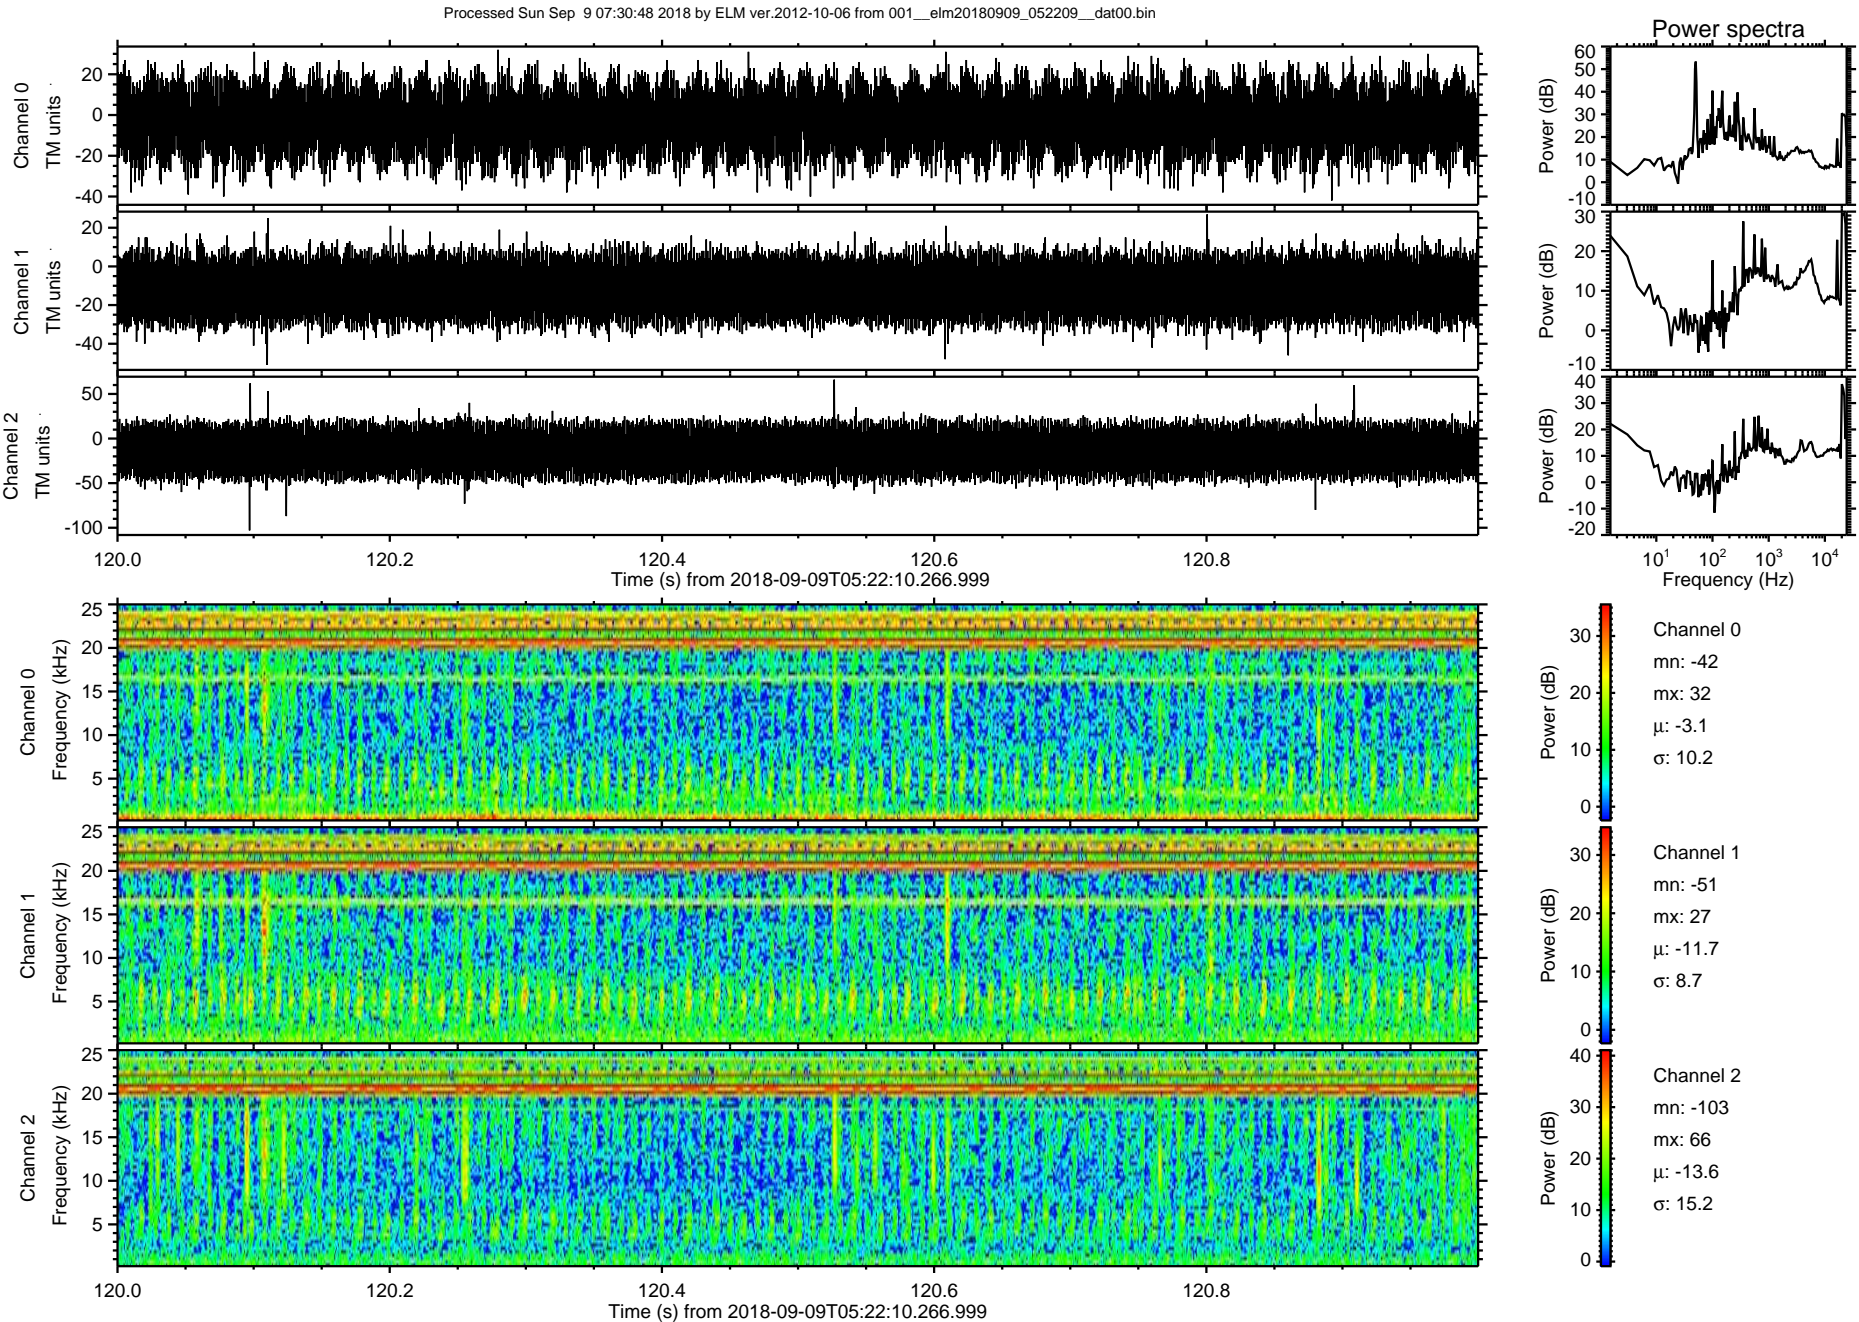 Processed Sun Sep  9 07:30:48 2018 by ELM ver.2012-10-06 from 001__elm20180909_052209__dat00.bin
Power spectra
Channel 0
TM units
20
0
-20
-40
Power (dB)
60
50
40
30
20
10
0
-10
Channel 1
TM units
20
0
-20
-40
Power (dB)
30
20
10
0
-10
Channel 2
TM units
50
0
-50
-100
Power (dB)
40
30
20
10
0
-10
-20
120.0 120.2 120.4 120.6 120.8
Time (s) from 2018-09-09T05:22:10.266.999
10¹ 10² 10³ 10⁴
Frequency (Hz)
Channel 0
Frequency (kHz)
25
20
15
10
5
Power (dB)
30
20
10
0
Channel 0
mn: -42
mx: 32
μ: -3.1
σ: 10.2
Channel 1
Frequency (kHz)
25
20
15
10
5
Power (dB)
30
20
10
0
Channel 1
mn: -51
mx: 27
μ: -11.7
σ: 8.7
Channel 2
Frequency (kHz)
25
20
15
10
5
Power (dB)
40
30
20
10
0
Channel 2
mn: -103
mx: 66
μ: -13.6
σ: 15.2
120.0 120.2 120.4 120.6 120.8
Time (s) from 2018-09-09T05:22:10.266.999